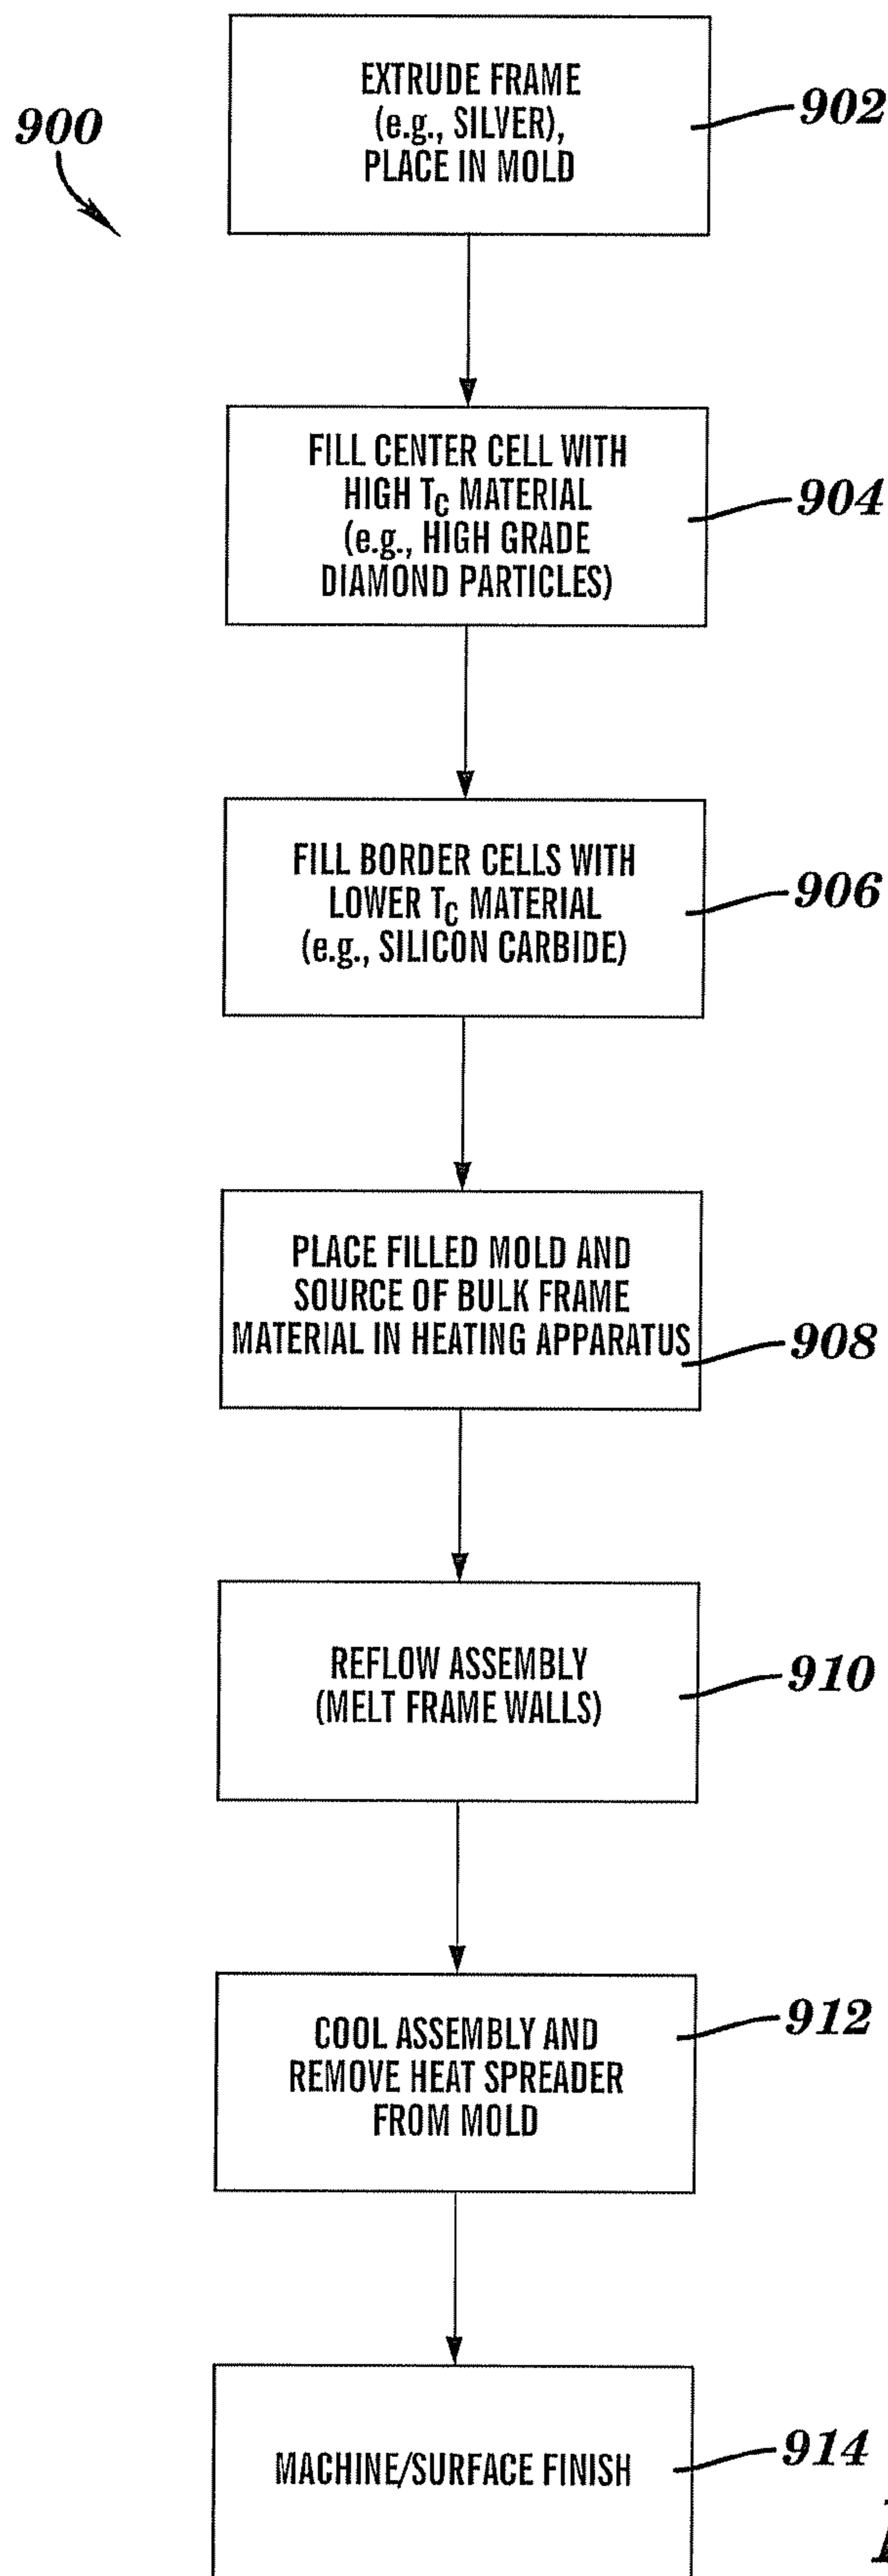 900
EXTRUDE FRAME
(e.g., SILVER),
PLACE IN MOLD
902
FILL CENTER CELL WITH
HIGH TC MATERIAL
(e.g., HIGH GRADE
DIAMOND PARTICLES)
904
FILL BORDER CELLS WITH
LOWER TC MATERIAL
(e.g., SILICON CARBIDE)
906
PLACE FILLED MOLD AND
SOURCE OF BULK FRAME
MATERIAL IN HEATING APPARATUS
908
REFLOW ASSEMBLY
(MELT FRAME WALLS)
910
COOL ASSEMBLY AND
REMOVE HEAT SPREADER
FROM MOLD
912
MACHINE/SURFACE FINISH
914